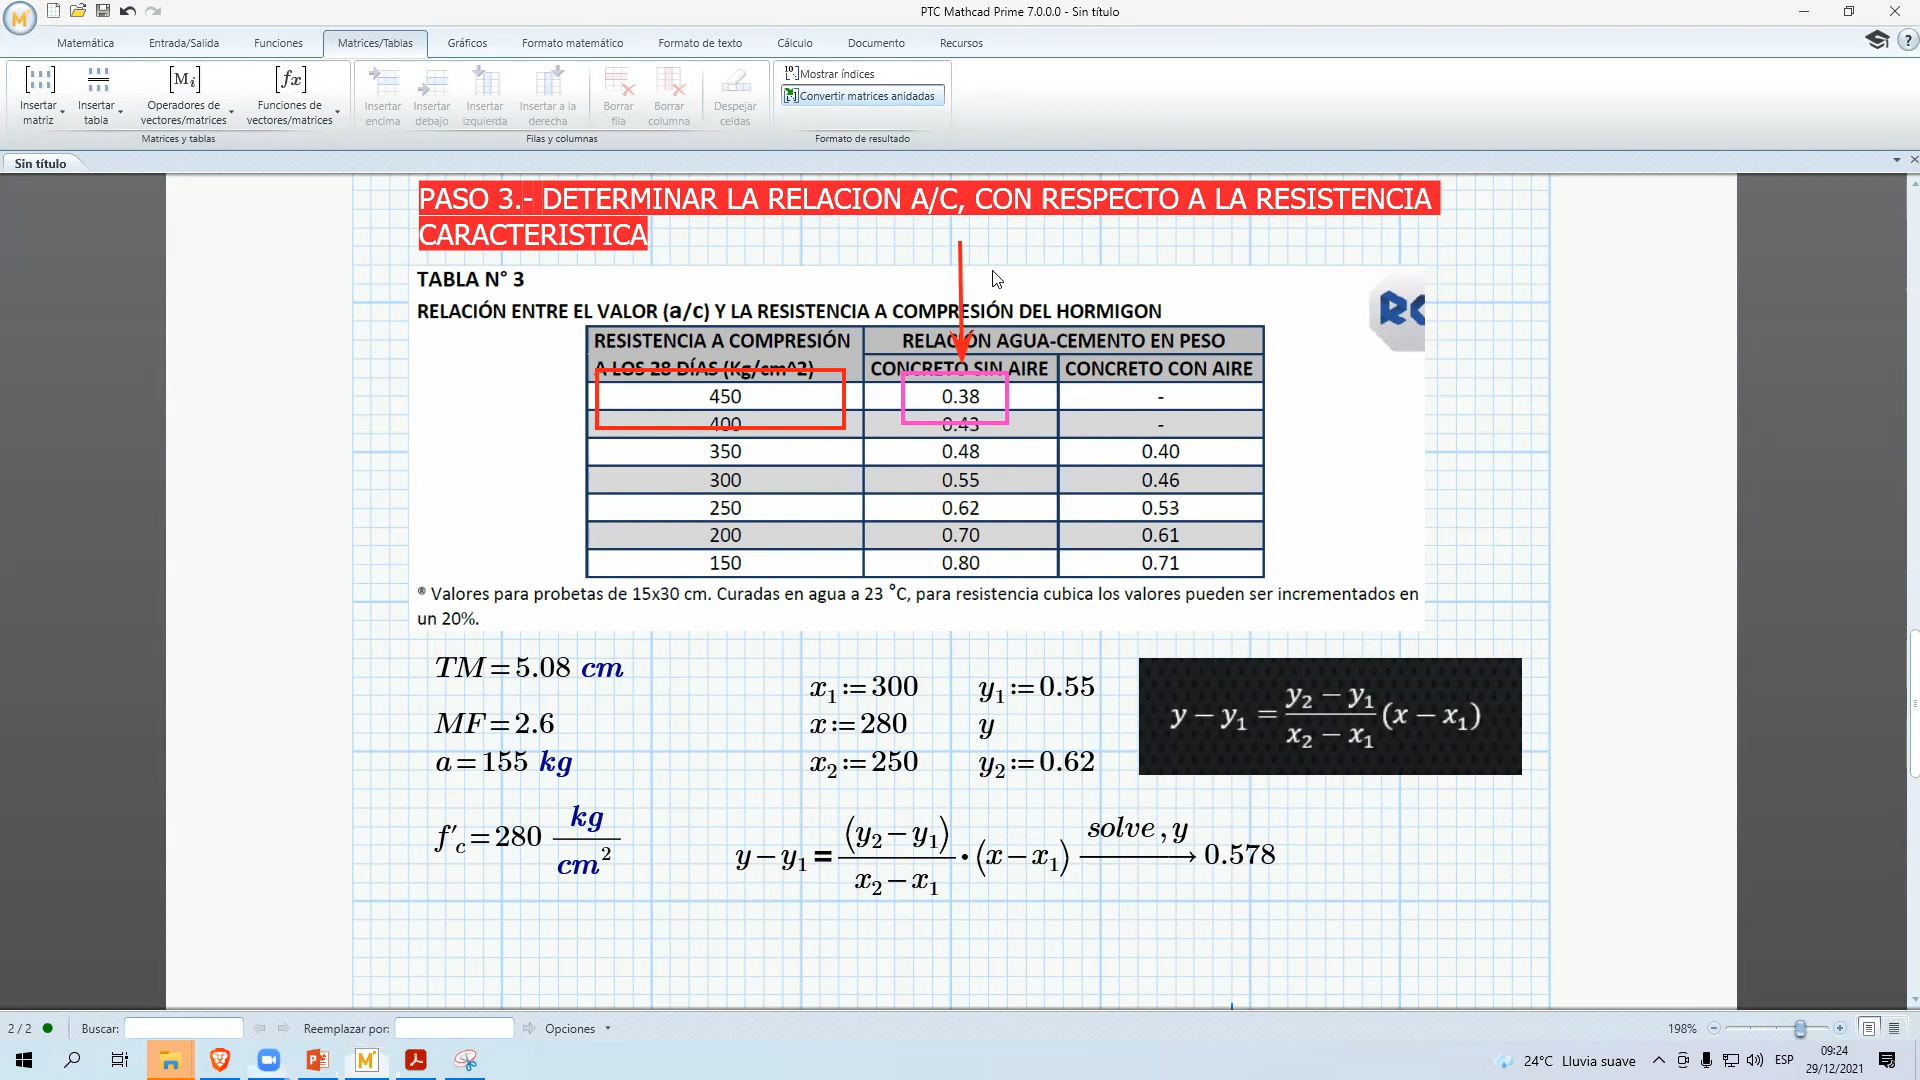 PTC Mathcad Prime 7.0.0.0 - Sin título
Matemática Entrada/Salida Funciones Matrices/Tablas Gráficos Formato matemático Formato de texto Cálculo Documento Recursos
Insertar matriz
Insertar tabla
Operadores de vectores/matrices
Funciones de vectores/matrices
Matrices y tablas
Insertar encima
Insertar debajo
Insertar izquierda
Insertar a la derecha
Borrar fila
Borrar columna
Despejar celdas
Filas y columnas
Mostrar índices
Convertir matrices anidadas
Formato de resultado
Sin título
PASO 3.- DETERMINAR LA RELACION A/C, CON RESPECTO A LA RESISTENCIA
CARACTERISTICA
TABLA N° 3
RELACIÓN ENTRE EL VALOR (a/c) Y LA RESISTENCIA A COMPRESIÓN DEL HORMIGON
RESISTENCIA A COMPRESIÓN RELACIÓN AGUA-CEMENTO EN PESO
A LOS 28 DÍAS (Kg/cm^2) CONCRETO SIN AIRE CONCRETO CON AIRE
450 0.38 -
400 0.43 -
350 0.48 0.40
300 0.55 0.46
250 0.62 0.53
200 0.70 0.61
150 0.80 0.71
® Valores para probetas de 15x30 cm. Curadas en agua a 23 °C, para resistencia cubica los valores pueden ser incrementados en
un 20%.
TM=5.08 cm
MF=2.6
a=155 kg
f'c=280 kg/cm²
x₁:=300 y₁:=0.55
x:=280 y
x₂:=250 y₂:=0.62
y − y₁ = (y₂ − y₁)/(x₂ − x₁) (x − x₁)
y−y₁=(y₂−y₁)/(x₂−x₁)·(x−x₁) solve,y → 0.578
2 / 2 Buscar: Reemplazar por: Opciones 198%
24°C Lluvia suave ESP 09:24
29/12/2021